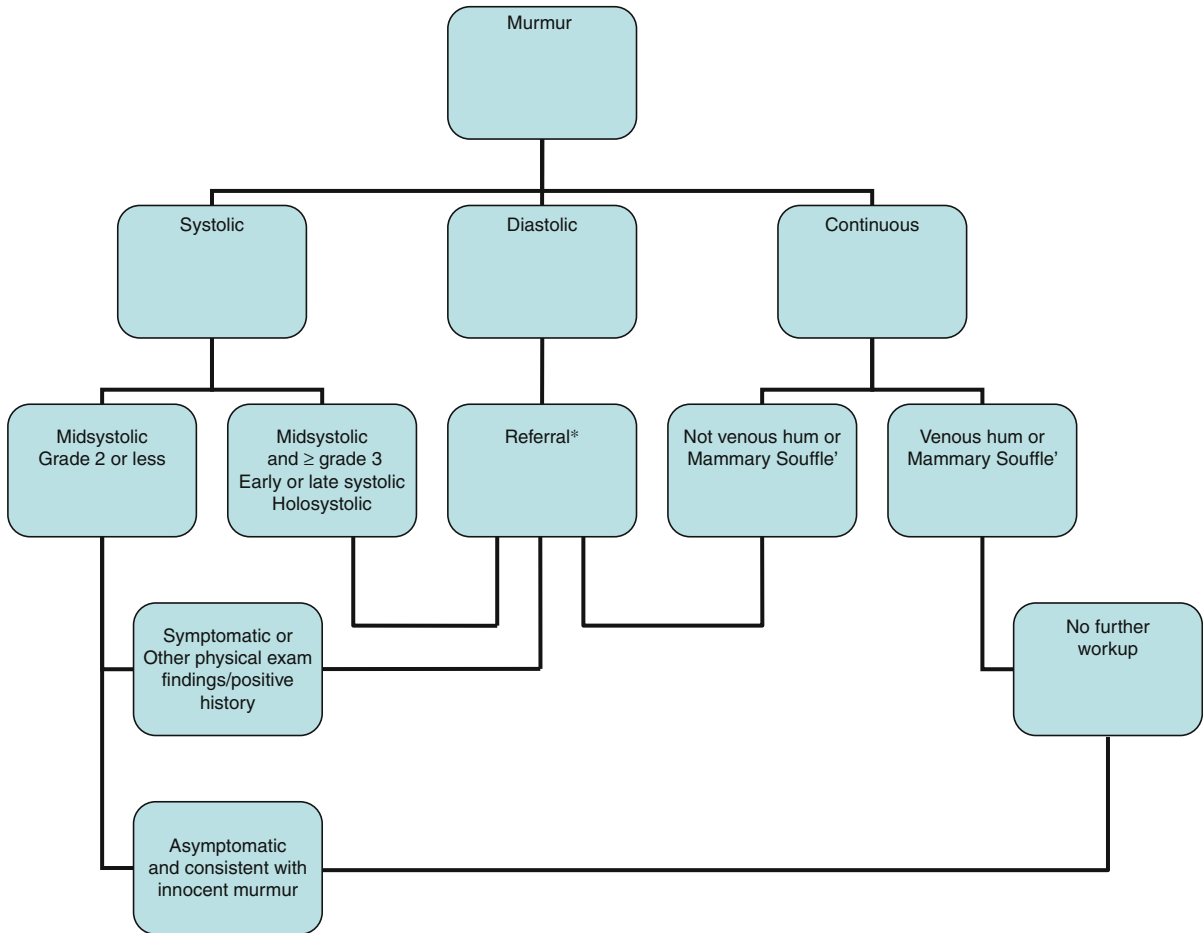 Murmur
Systolic
Diastolic
Continuous
Midsystolic
Grade 2 or less
Midsystolic
and ≥ grade 3
Early or late systolic
Holosystolic
Referral*
Not venous hum or
Mammary Souffle’
Venous hum or
Mammary Souffle’
Symptomatic or
Other physical exam
findings/positive
history
No further
workup
Asymptomatic
and consistent with
innocent murmur